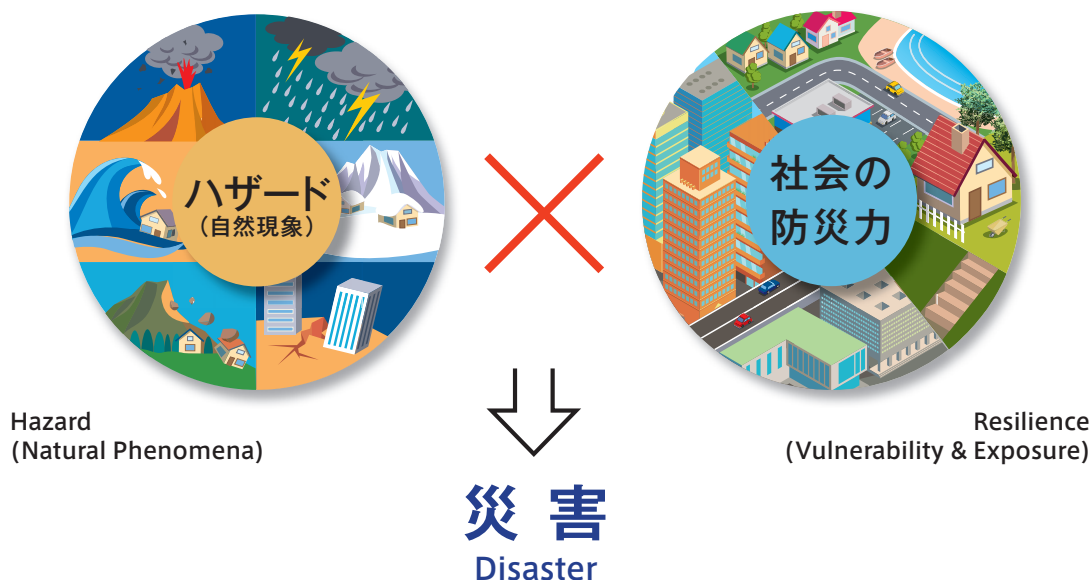 ハザード
(自然現象)
社会の
防災力
Hazard
(Natural Phenomena)
Resilience
(Vulnerability & Exposure)
災害
Disaster